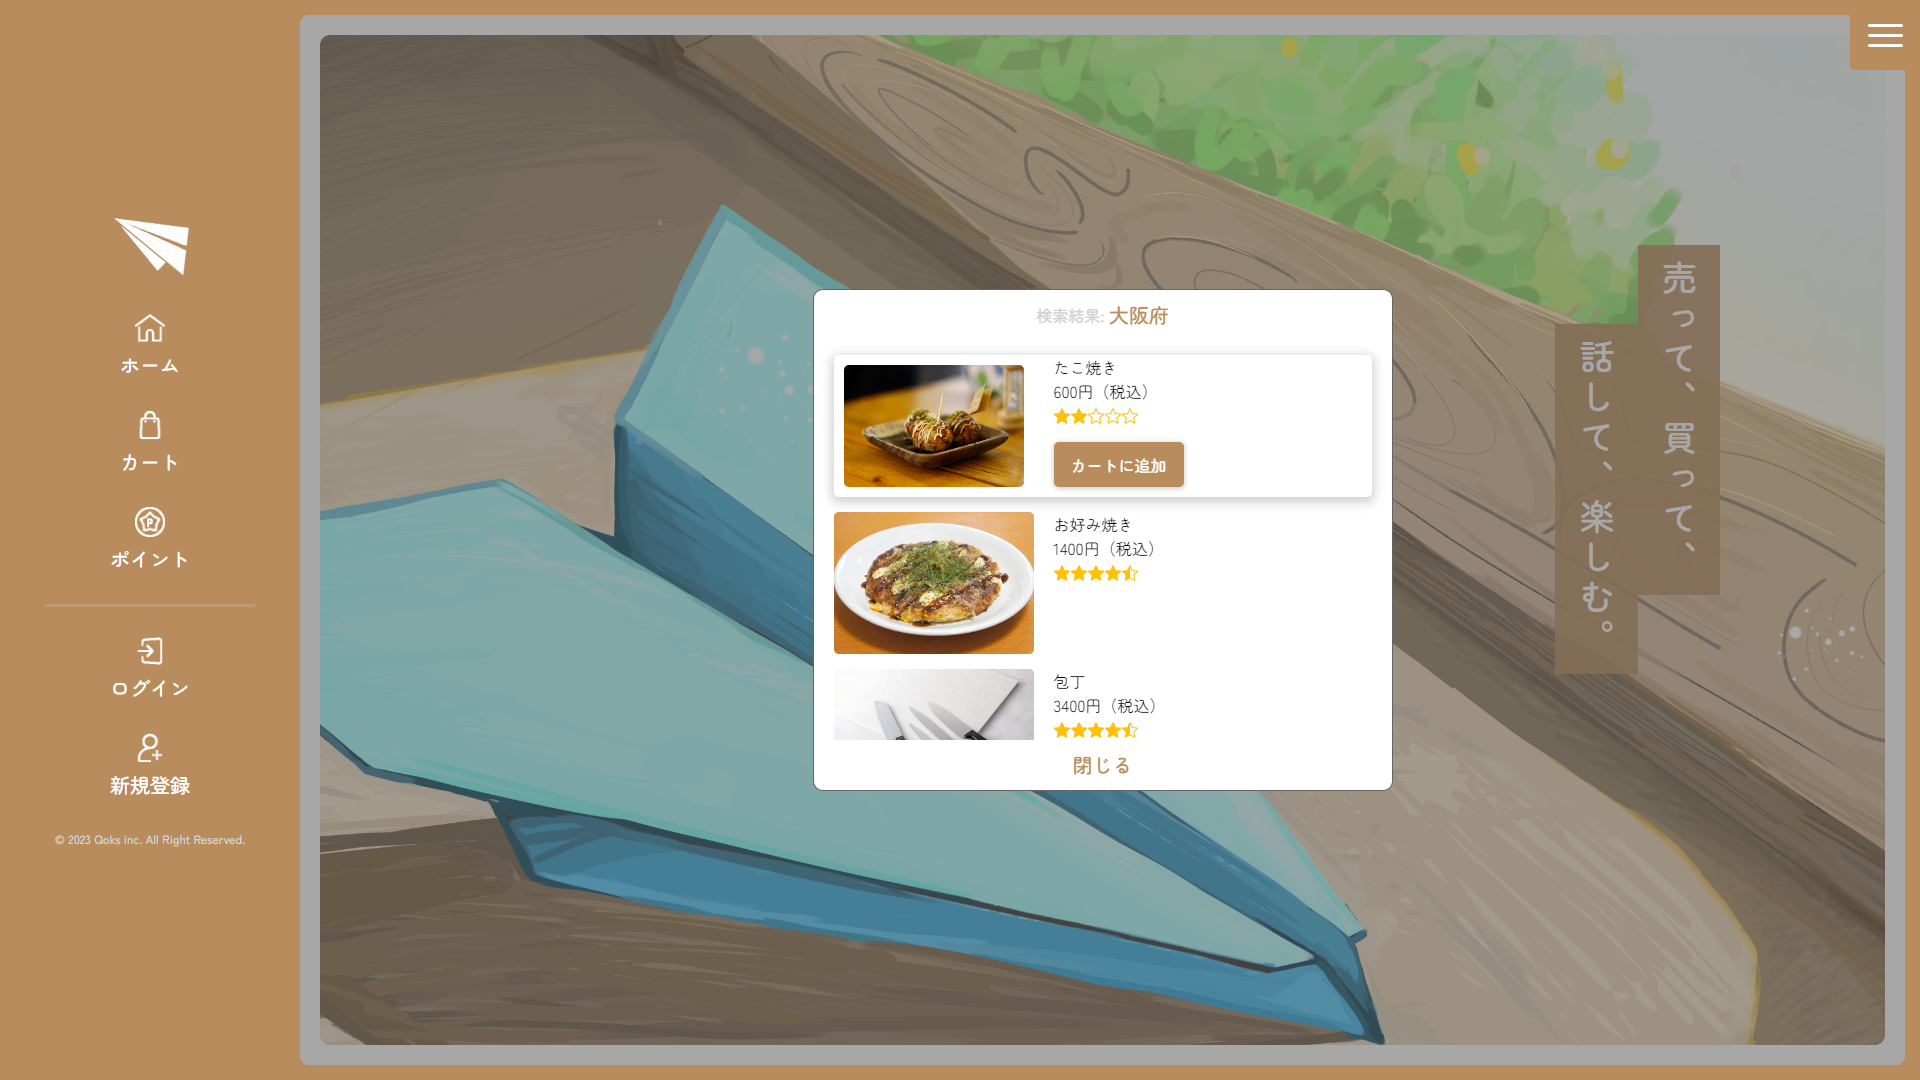 ホーム
カート
ポイント
ログイン
新規登録
© 2023 Qoks inc. All Right Reserved.
検索結果: 大阪府
たこ焼き
600円（税込）
カートに追加
お好み焼き
1400円（税込）
包丁
3400円（税込）
閉じる
売って、買って、
話して、楽しむ。